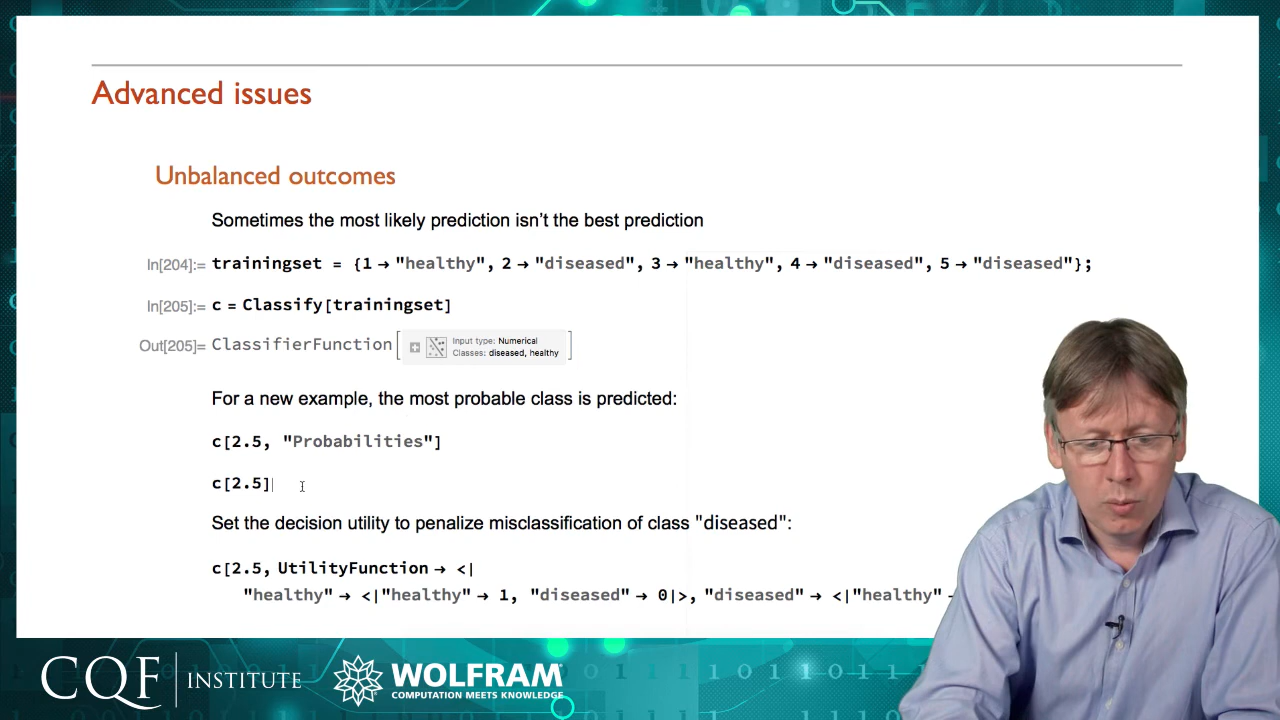 Advanced issues
Unbalanced outcomes
Sometimes the most likely prediction isn't the best prediction
In[204]:= trainingset = {1 → "healthy", 2 → "diseased", 3 → "healthy", 4 → "diseased", 5 → "diseased"};
In[205]:= c = Classify[trainingset]
Out[205]= ClassifierFunction[ Input type: Numerical
Classes: diseased, healthy ]
For a new example, the most probable class is predicted:
c[2.5, "Probabilities"]
c[2.5]
Set the decision utility to penalize misclassification of class "diseased":
c[2.5, UtilityFunction → <|
"healthy" → <|"healthy" → 1, "diseased" → 0|>, "diseased" → <|"healthy" →
CQF INSTITUTE
WOLFRAM
COMPUTATION MEETS KNOWLEDGE